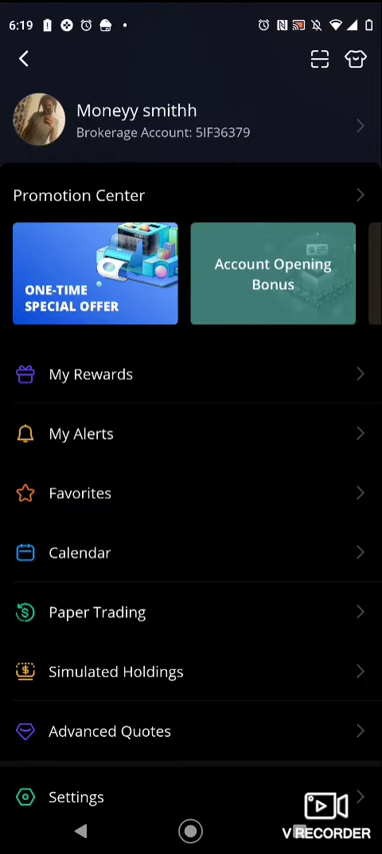 6:19
Moneyy smithh
Brokerage Account: 5IF36379
Promotion Center
ONE-TIME
SPECIAL OFFER
Account Opening
Bonus
My Rewards
My Alerts
Favorites
Calendar
Paper Trading
Simulated Holdings
Advanced Quotes
Settings
V RECORDER